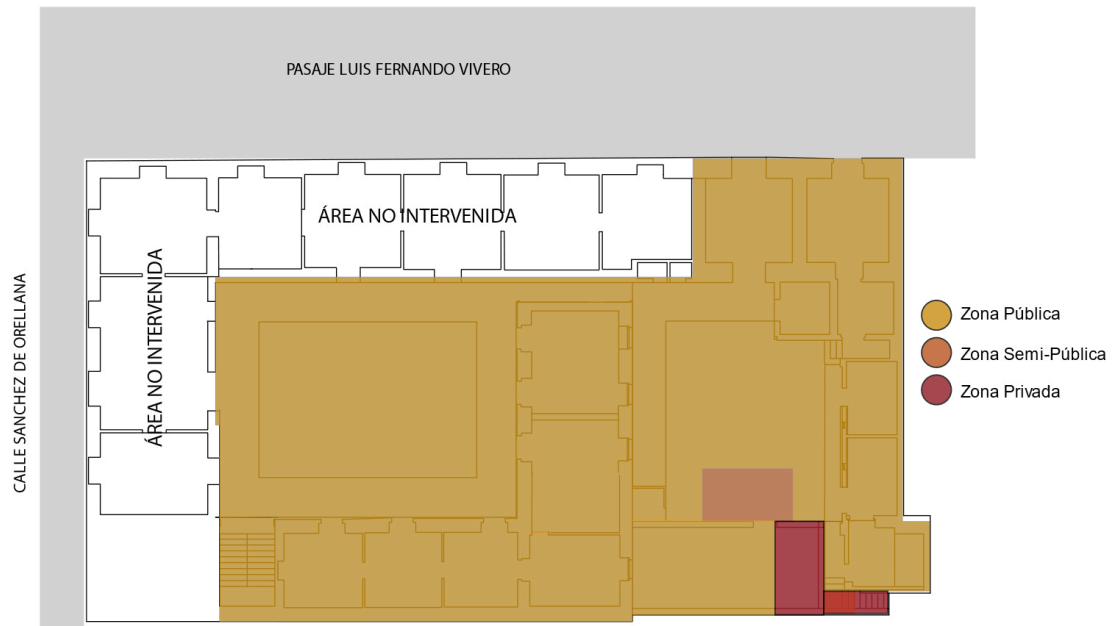 PASAJE LUIS FERNANDO VIVERO
ÁREA NO INTERVENIDA
ÁREA NO INTERVENIDA
CALLE SANCHEZ DE ORELLANA
Zona Pública
Zona Semi-Pública
Zona Privada